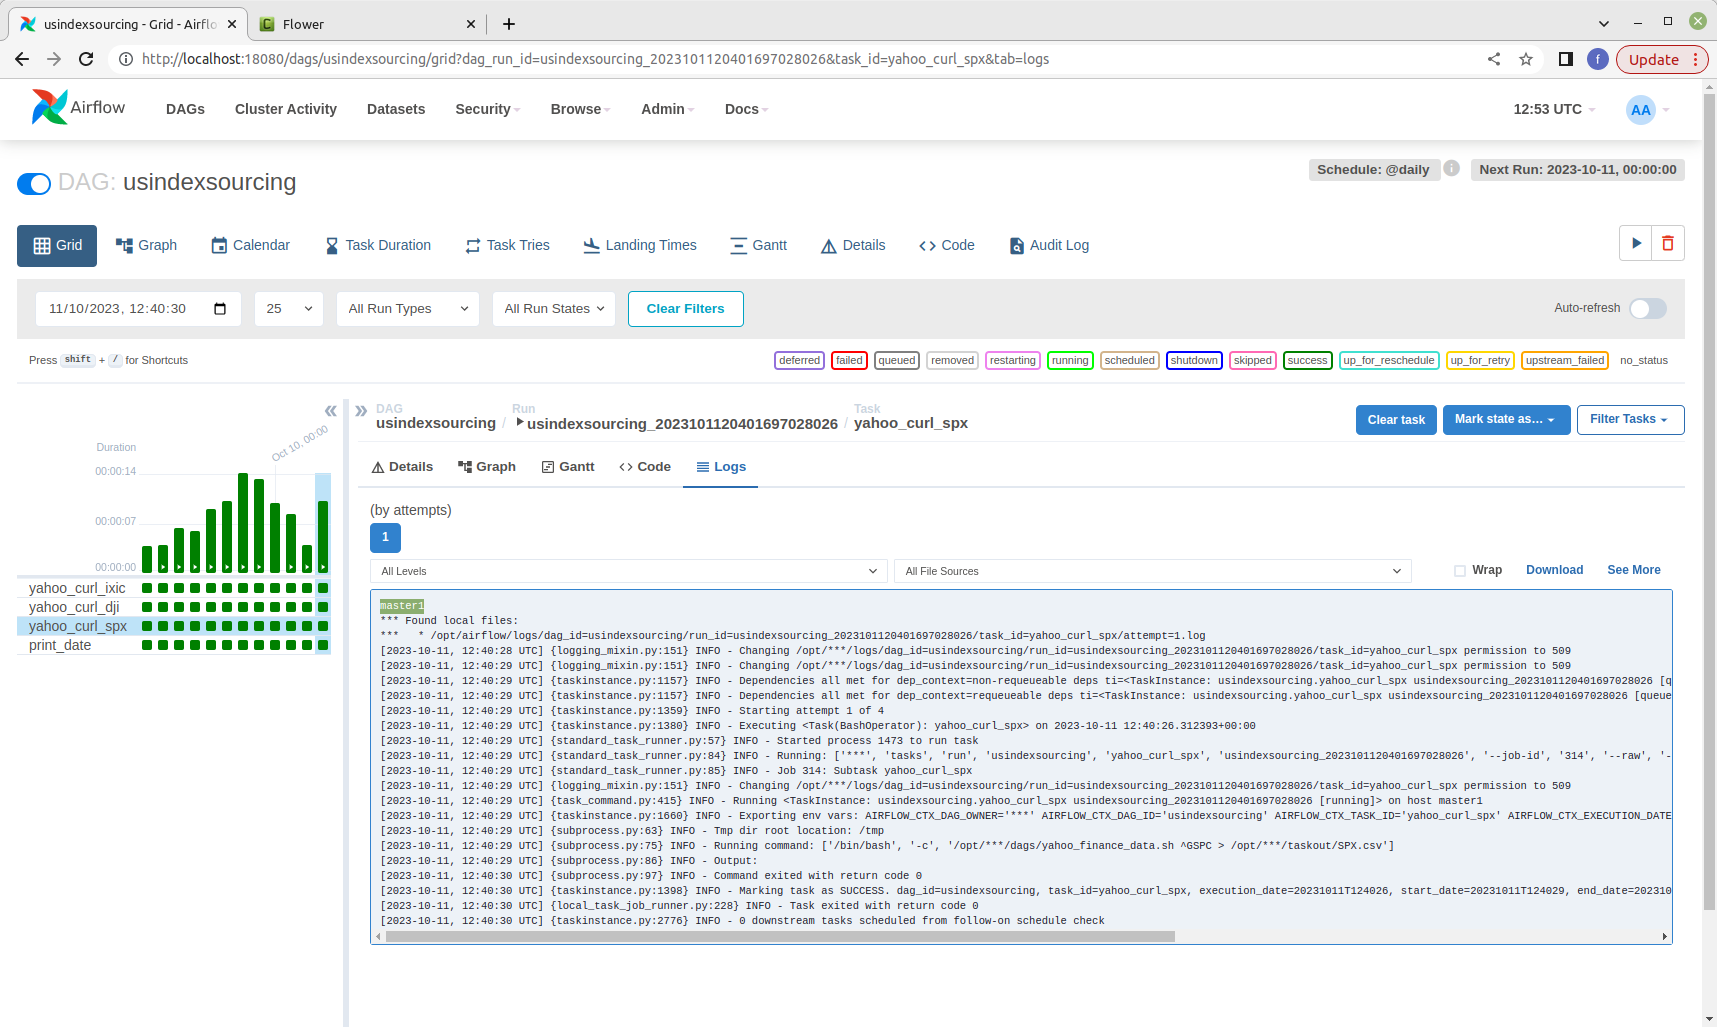 usindexsourcing - Grid - Airflo
Flower
http://localhost:18080/dags/usindexsourcing/grid?dag_run_id=usindexsourcing_2023101120401697028026&task_id=yahoo_curl_spx&tab=logs
f
Update
Airflow
DAGs
Cluster Activity
Datasets
Security
Browse
Admin
Docs
12:53 UTC
AA
DAG: usindexsourcing
Schedule: @daily
i
Next Run: 2023-10-11, 00:00:00
Grid
Graph
Calendar
Task Duration
Task Tries
Landing Times
Gantt
Details
Code
Audit Log
11/10/2023, 12:40:30
25
All Run Types
All Run States
Clear Filters
Auto-refresh
Press shift + / for Shortcuts
deferred
failed
queued
removed
restarting
running
scheduled
shutdown
skipped
success
up_for_reschedule
up_for_retry
upstream_failed
no_status
Duration
Oct 10, 00:00
00:00:14
00:00:07
00:00:00
yahoo_curl_ixic
yahoo_curl_dji
yahoo_curl_spx
print_date
DAG
usindexsourcing
/
Run
usindexsourcing_2023101120401697028026
/
Task
yahoo_curl_spx
Clear task
Mark state as...
Filter Tasks
Details
Graph
Gantt
Code
Logs
(by attempts)
1
All Levels
All File Sources
Wrap
Download
See More
master1
*** Found local files:
***   * /opt/airflow/logs/dag_id=usindexsourcing/run_id=usindexsourcing_2023101120401697028026/task_id=yahoo_curl_spx/attempt=1.log
[2023-10-11, 12:40:28 UTC] {logging_mixin.py:151} INFO - Changing /opt/***/logs/dag_id=usindexsourcing/run_id=usindexsourcing_2023101120401697028026/task_id=yahoo_curl_spx permission to 509
[2023-10-11, 12:40:29 UTC] {logging_mixin.py:151} INFO - Changing /opt/***/logs/dag_id=usindexsourcing/run_id=usindexsourcing_2023101120401697028026/task_id=yahoo_curl_spx permission to 509
[2023-10-11, 12:40:29 UTC] {taskinstance.py:1157} INFO - Dependencies all met for dep_context=non-requeueable deps ti=<TaskInstance: usindexsourcing.yahoo_curl_spx usindexsourcing_2023101120401697028026 [q
[2023-10-11, 12:40:29 UTC] {taskinstance.py:1157} INFO - Dependencies all met for dep_context=requeueable deps ti=<TaskInstance: usindexsourcing.yahoo_curl_spx usindexsourcing_2023101120401697028026 [queue
[2023-10-11, 12:40:29 UTC] {taskinstance.py:1359} INFO - Starting attempt 1 of 4
[2023-10-11, 12:40:29 UTC] {taskinstance.py:1380} INFO - Executing <Task(BashOperator): yahoo_curl_spx> on 2023-10-11 12:40:26.312393+00:00
[2023-10-11, 12:40:29 UTC] {standard_task_runner.py:57} INFO - Started process 1473 to run task
[2023-10-11, 12:40:29 UTC] {standard_task_runner.py:84} INFO - Running: ['***', 'tasks', 'run', 'usindexsourcing', 'yahoo_curl_spx', 'usindexsourcing_2023101120401697028026', '--job-id', '314', '--raw', '-
[2023-10-11, 12:40:29 UTC] {standard_task_runner.py:85} INFO - Job 314: Subtask yahoo_curl_spx
[2023-10-11, 12:40:29 UTC] {logging_mixin.py:151} INFO - Changing /opt/***/logs/dag_id=usindexsourcing/run_id=usindexsourcing_2023101120401697028026/task_id=yahoo_curl_spx permission to 509
[2023-10-11, 12:40:29 UTC] {task_command.py:415} INFO - Running <TaskInstance: usindexsourcing.yahoo_curl_spx usindexsourcing_2023101120401697028026 [running]> on host master1
[2023-10-11, 12:40:29 UTC] {taskinstance.py:1660} INFO - Exporting env vars: AIRFLOW_CTX_DAG_OWNER='***' AIRFLOW_CTX_DAG_ID='usindexsourcing' AIRFLOW_CTX_TASK_ID='yahoo_curl_spx' AIRFLOW_CTX_EXECUTION_DATE
[2023-10-11, 12:40:29 UTC] {subprocess.py:63} INFO - Tmp dir root location: /tmp
[2023-10-11, 12:40:29 UTC] {subprocess.py:75} INFO - Running command: ['/bin/bash', '-c', '/opt/***/dags/yahoo_finance_data.sh ^GSPC > /opt/***/taskout/SPX.csv']
[2023-10-11, 12:40:29 UTC] {subprocess.py:86} INFO - Output:
[2023-10-11, 12:40:30 UTC] {subprocess.py:97} INFO - Command exited with return code 0
[2023-10-11, 12:40:30 UTC] {taskinstance.py:1398} INFO - Marking task as SUCCESS. dag_id=usindexsourcing, task_id=yahoo_curl_spx, execution_date=20231011T124026, start_date=20231011T124029, end_date=202310
[2023-10-11, 12:40:30 UTC] {local_task_job_runner.py:228} INFO - Task exited with return code 0
[2023-10-11, 12:40:30 UTC] {taskinstance.py:2776} INFO - 0 downstream tasks scheduled from follow-on schedule check